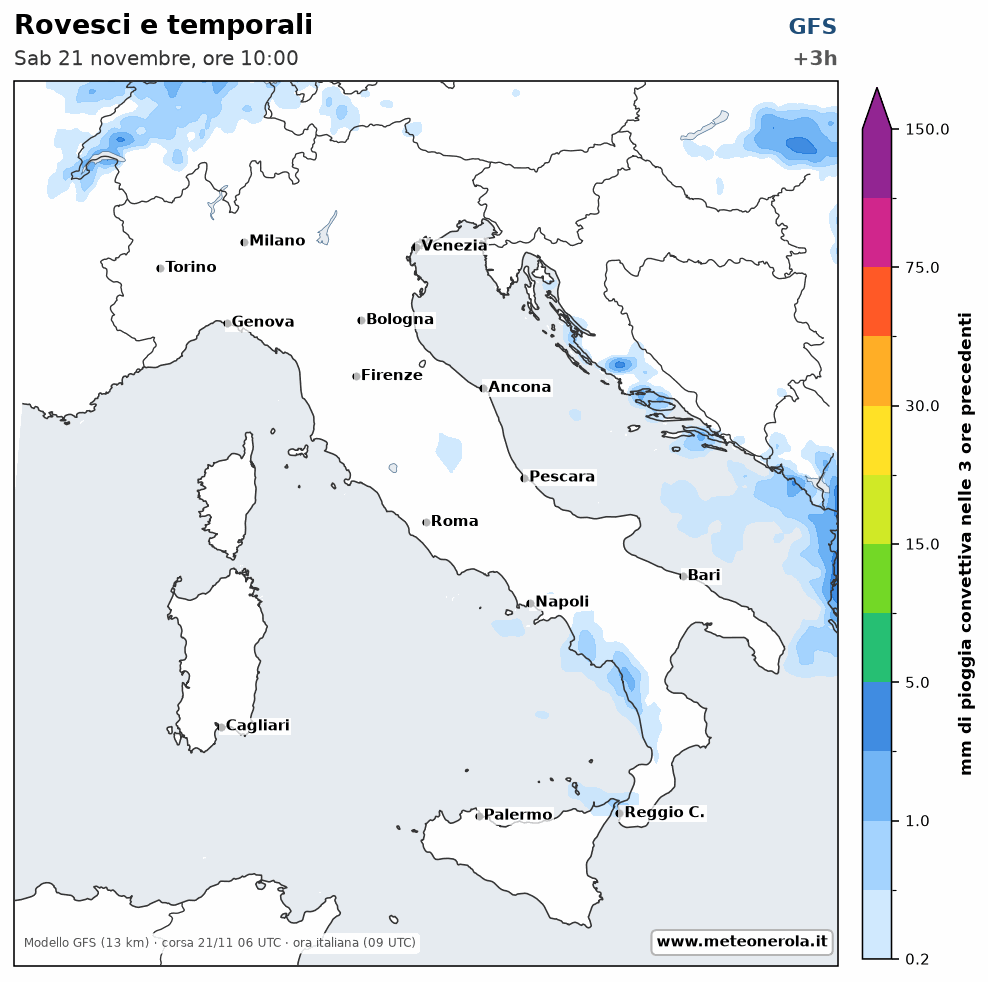 Rovesci e temporali
GFS
Sab 21 novembre, ore 10:00
+3h
150.0
75.0
30.0
15.0
5.0
1.0
0.2
mm di pioggia convettiva nelle 3 ore precedenti
Milano
Venezia
Torino
Genova
Bologna
Firenze
Ancona
Pescara
Roma
Bari
Napoli
Cagliari
Palermo
Reggio C.
Modello GFS (13 km) · corsa 21/11 06 UTC · ora italiana (09 UTC)
www.meteonerola.it